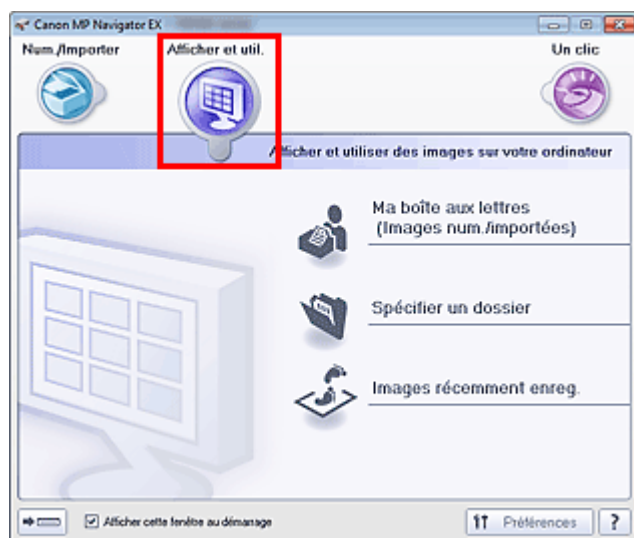 Canon MP Navigator EX
Num./Importer
Afficher et util.
Un clic
Afficher et utiliser des images sur votre ordinateur
Ma boîte aux lettres
(Images num./importées)
Spécifier un dossier
Images récemment enreg.
Afficher cette fenêtre au démarrage
Préférences
?